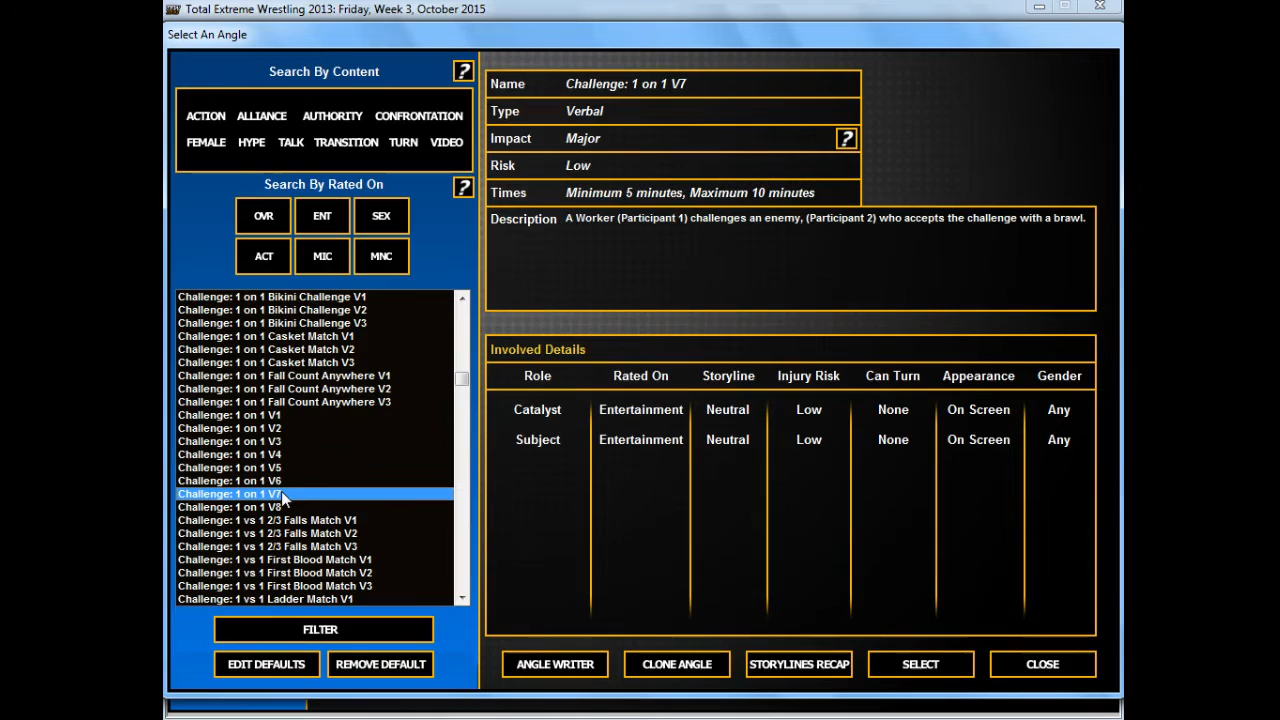 Total Extreme Wrestling 2013: Friday, Week 3, October 2015
Select An Angle
Search By Content
?
ACTION ALLIANCE AUTHORITY CONFRONTATION
FEMALE HYPE TALK TRANSITION TURN VIDEO
Search By Rated On
?
OVR ENT SEX
ACT MIC MNC
Challenge: 1 on 1 Bikini Challenge V1
Challenge: 1 on 1 Bikini Challenge V2
Challenge: 1 on 1 Bikini Challenge V3
Challenge: 1 on 1 Casket Match V1
Challenge: 1 on 1 Casket Match V2
Challenge: 1 on 1 Casket Match V3
Challenge: 1 on 1 Fall Count Anywhere V1
Challenge: 1 on 1 Fall Count Anywhere V2
Challenge: 1 on 1 Fall Count Anywhere V3
Challenge: 1 on 1 V1
Challenge: 1 on 1 V2
Challenge: 1 on 1 V3
Challenge: 1 on 1 V4
Challenge: 1 on 1 V5
Challenge: 1 on 1 V6
Challenge: 1 on 1 V7
Challenge: 1 on 1 V8
Challenge: 1 vs 1 2/3 Falls Match V1
Challenge: 1 vs 1 2/3 Falls Match V2
Challenge: 1 vs 1 2/3 Falls Match V3
Challenge: 1 vs 1 First Blood Match V1
Challenge: 1 vs 1 First Blood Match V2
Challenge: 1 vs 1 First Blood Match V3
Challenge: 1 vs 1 Ladder Match V1
FILTER
EDIT DEFAULTS REMOVE DEFAULT
Name Challenge: 1 on 1 V7
Type Verbal
Impact Major ?
Risk Low
Times Minimum 5 minutes, Maximum 10 minutes
Description A Worker (Participant 1) challenges an enemy, (Participant 2) who accepts the challenge with a brawl.
Involved Details
Role Rated On Storyline Injury Risk Can Turn Appearance Gender
Catalyst Entertainment Neutral Low None On Screen Any
Subject Entertainment Neutral Low None On Screen Any
ANGLE WRITER CLONE ANGLE STORYLINES RECAP SELECT CLOSE